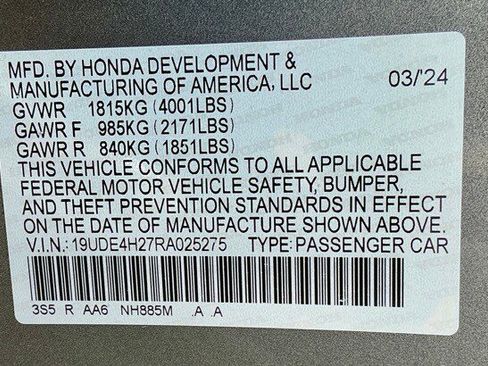 MFD. BY HONDA DEVELOPMENT &
MANUFACTURING OF AMERICA, LLC 03/'24
GVWR 1815KG (4001LBS)
GAWR F 985KG (2171LBS)
GAWR R 840KG (1851LBS)
THIS VEHICLE CONFORMS TO ALL APPLICABLE
FEDERAL MOTOR VEHICLE SAFETY, BUMPER,
AND THEFT PREVENTION STANDARDS IN EFFECT
ON THE DATE OF MANUFACTURE SHOWN ABOVE.
V.I.N.: 19UDE4H27RA025275 TYPE: PASSENGER CAR
3S5 R AA6 NH885M .A .A